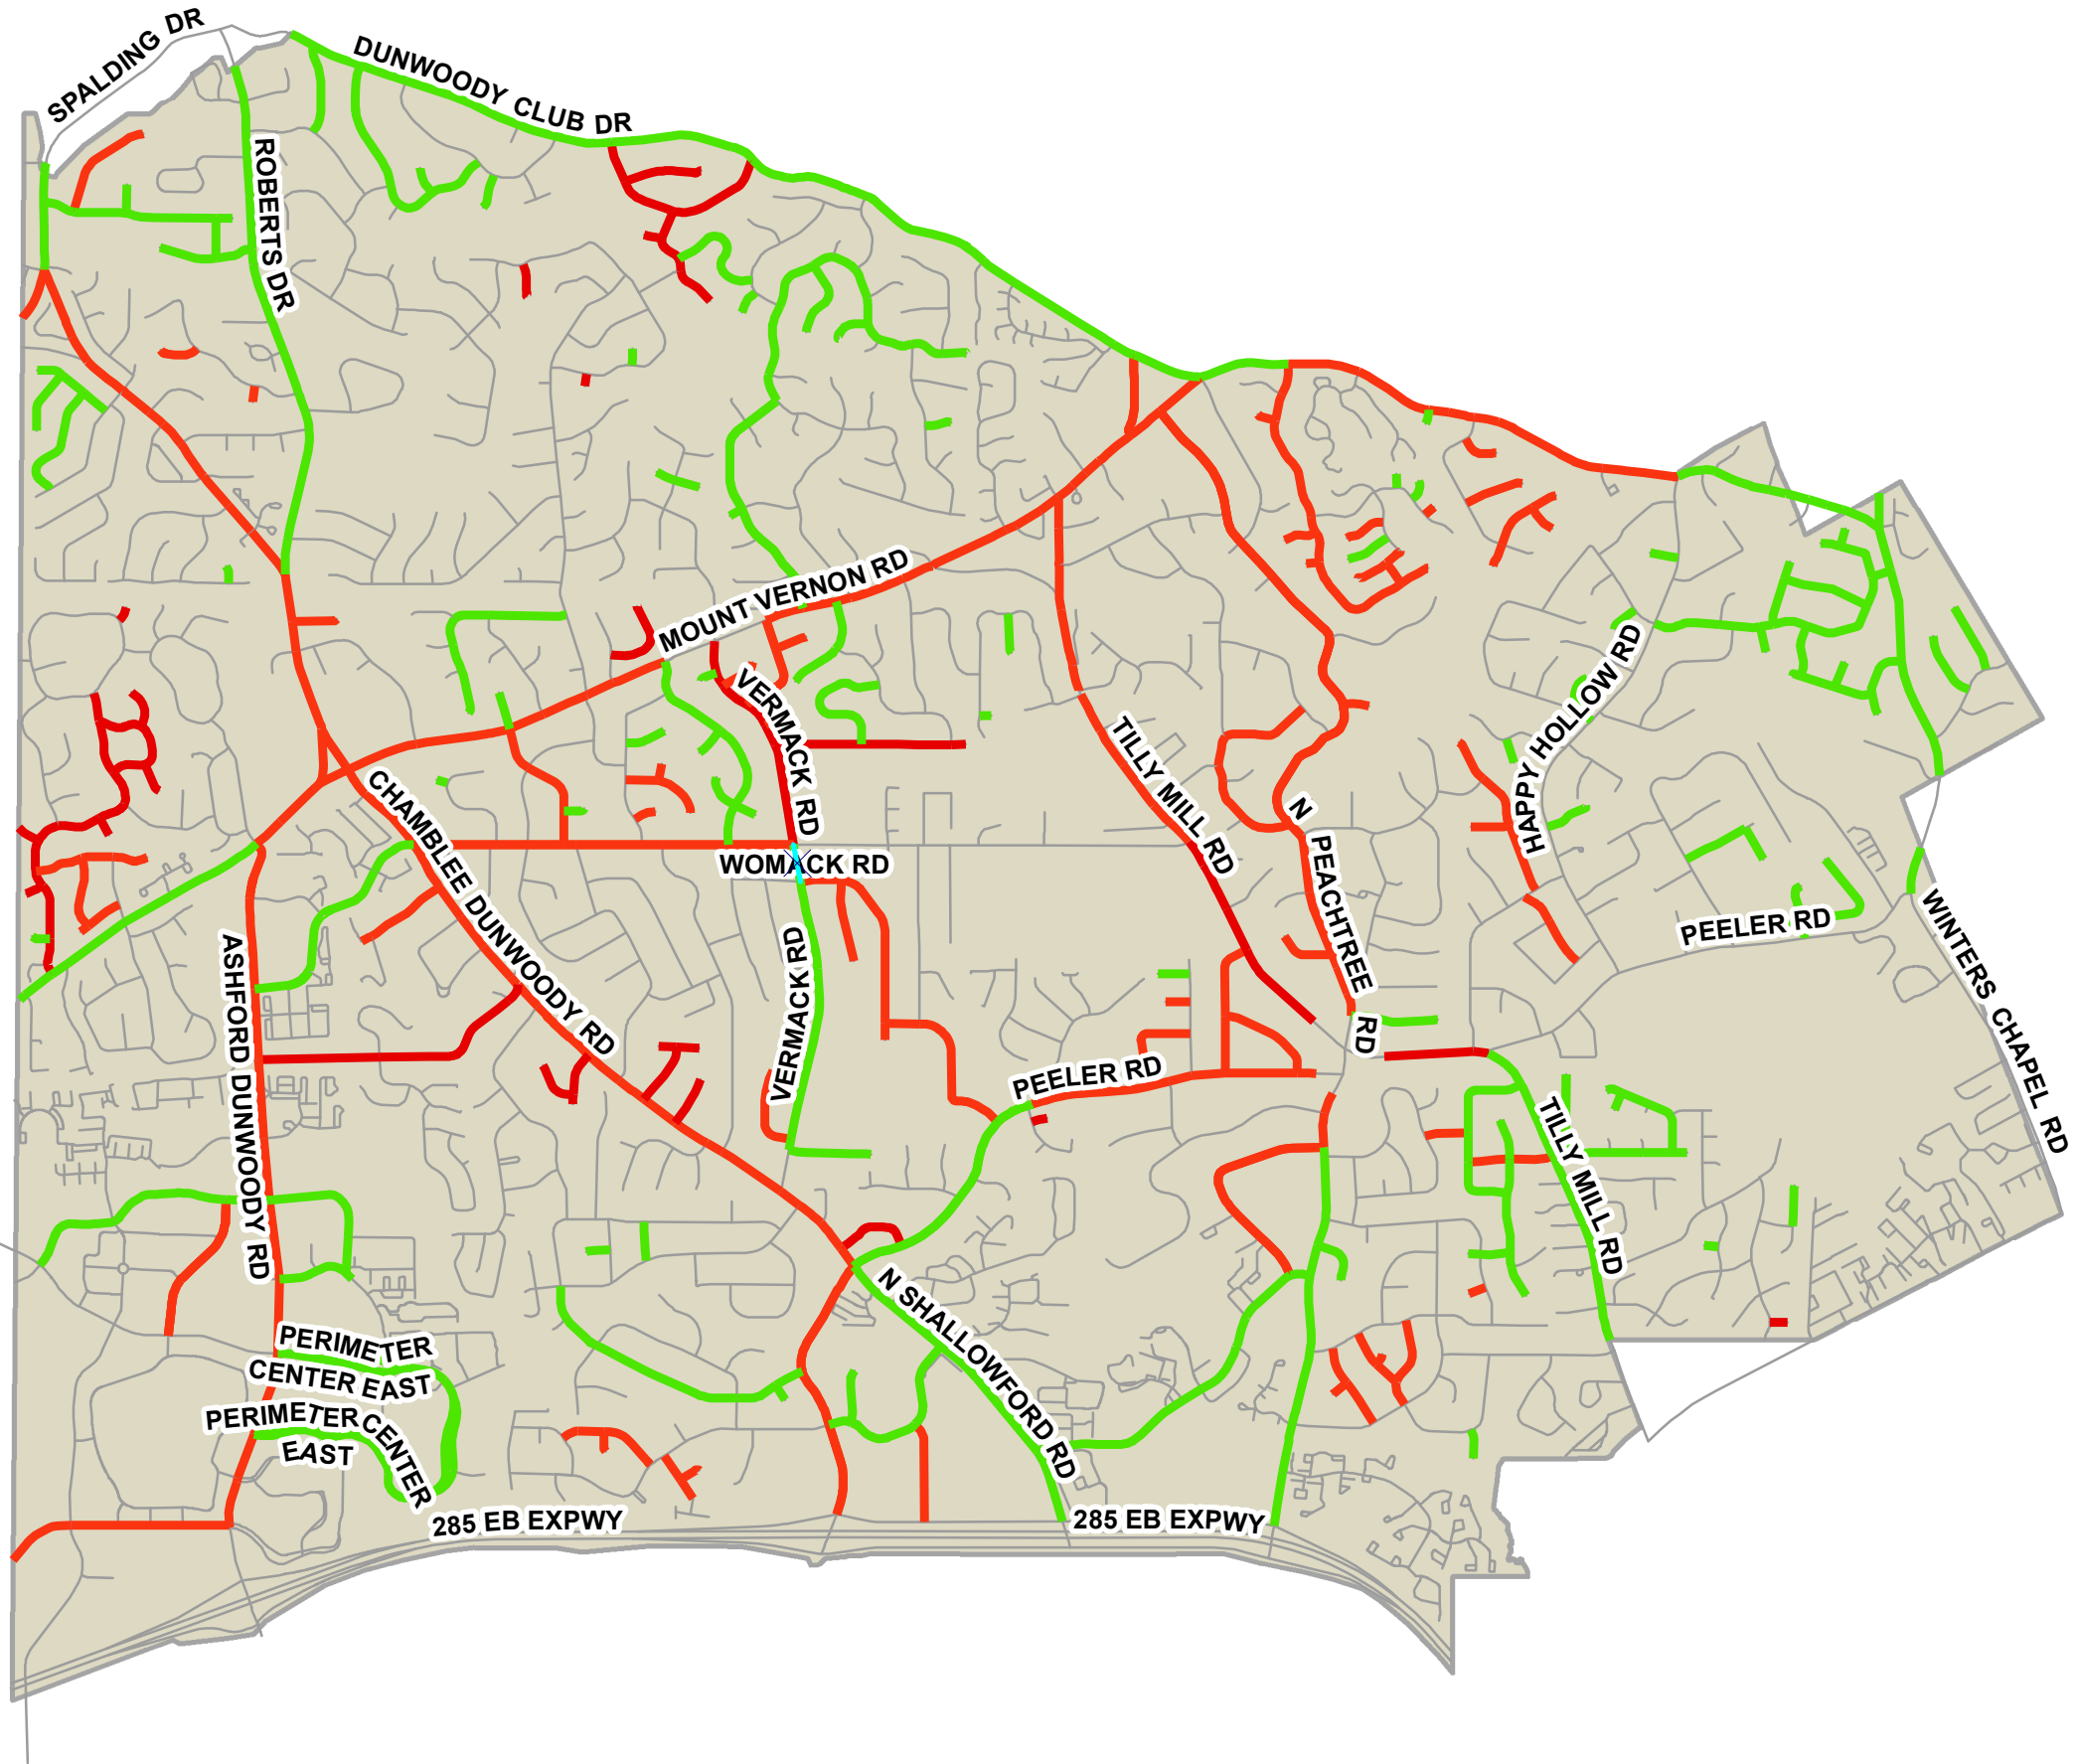 SPALDING DR
DUNWOODY CLUB DR
ROBERTS DR
MOUNT VERNON RD
HAPPY HOLLOW RD
VERMACK RD
TILLY MILL RD
CHAMBLEE DUNWOODY RD
N PEACHTREE RD
WOMACK RD
PEELER RD
WINTERS CHAPEL RD
ASHFORD DUNWOODY RD
VERMACK RD
PEELER RD
TILLY MILL RD
N SHALLOWFORD RD
PERIMETER
CENTER EAST
PERIMETER CENTER
EAST
285 EB EXPWY
285 EB EXPWY